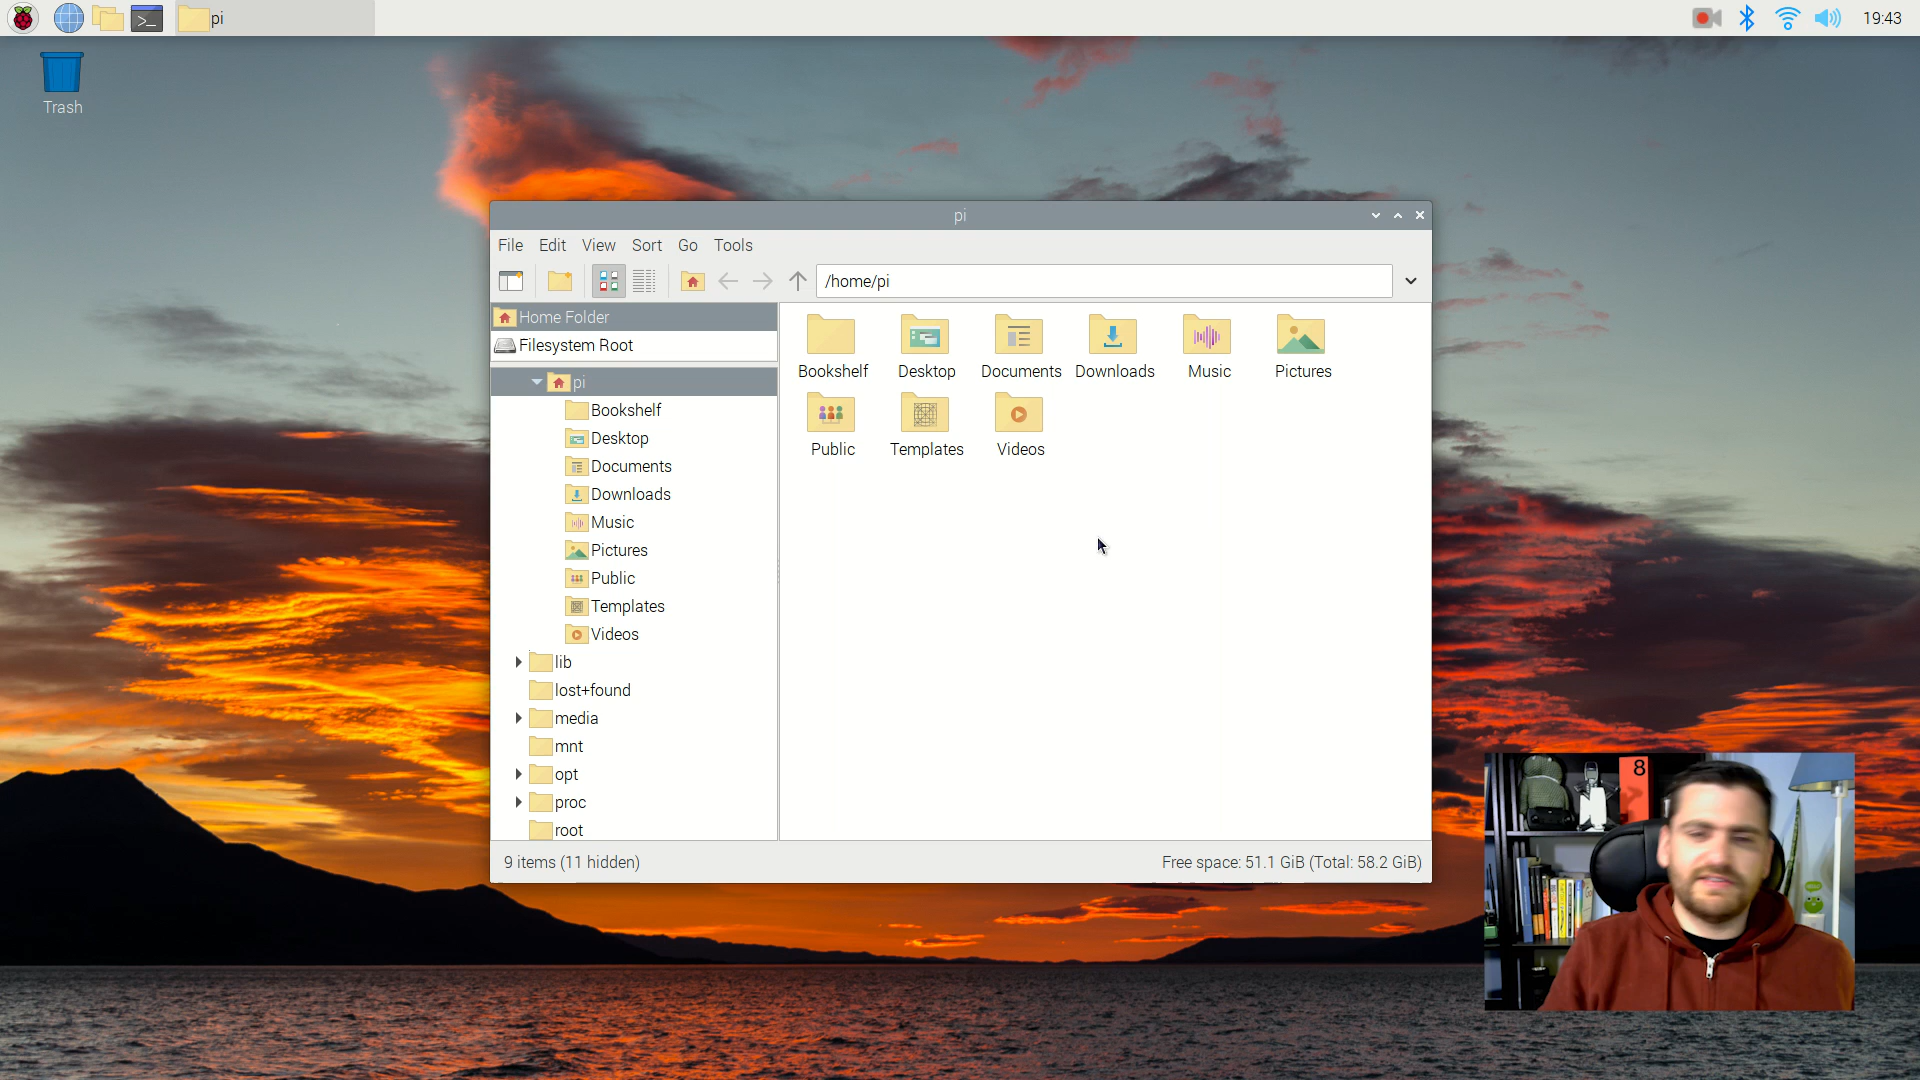 pi
19:43
Trash
pi
File Edit View Sort Go Tools
/home/pi
Home Folder
Filesystem Root
pi
Bookshelf
Desktop
Documents
Downloads
Music
Pictures
Public
Templates
Videos
lib
lost+found
media
mnt
opt
proc
root
Bookshelf Desktop Documents Downloads Music Pictures
Public Templates Videos
9 items (11 hidden)
Free space: 51.1 GiB (Total: 58.2 GiB)
8